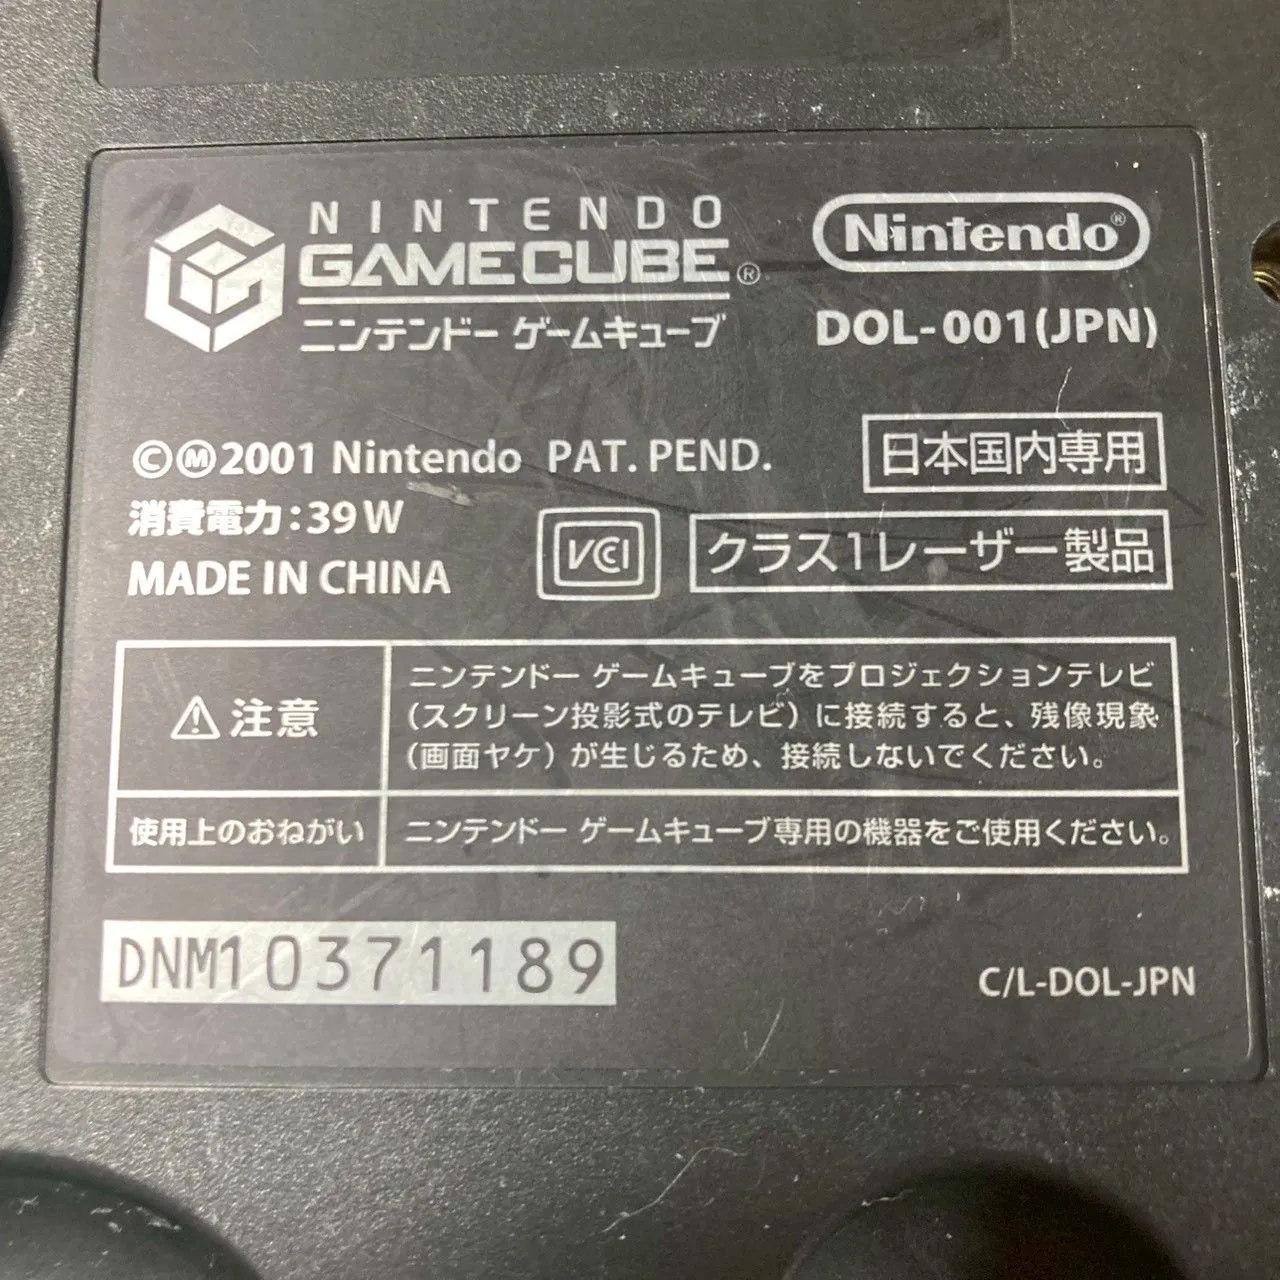 NINTENDO
GAMECUBE®
ニンテンドー ゲームキューブ
Nintendo®
DOL-001(JPN)
©Ⓜ2001 Nintendo PAT. PEND.
日本国内専用
消費電力:39W
MADE IN CHINA
VCCI
クラス1レーザー製品
⚠注意
ニンテンドー ゲームキューブをプロジェクションテレビ
(スクリーン投影式のテレビ)に接続すると、残像現象
(画面ヤケ)が生じるため、接続しないでください。
使用上のおねがい
ニンテンドー ゲームキューブ専用の機器をご使用ください。
DNM10371189
C/L-DOL-JPN